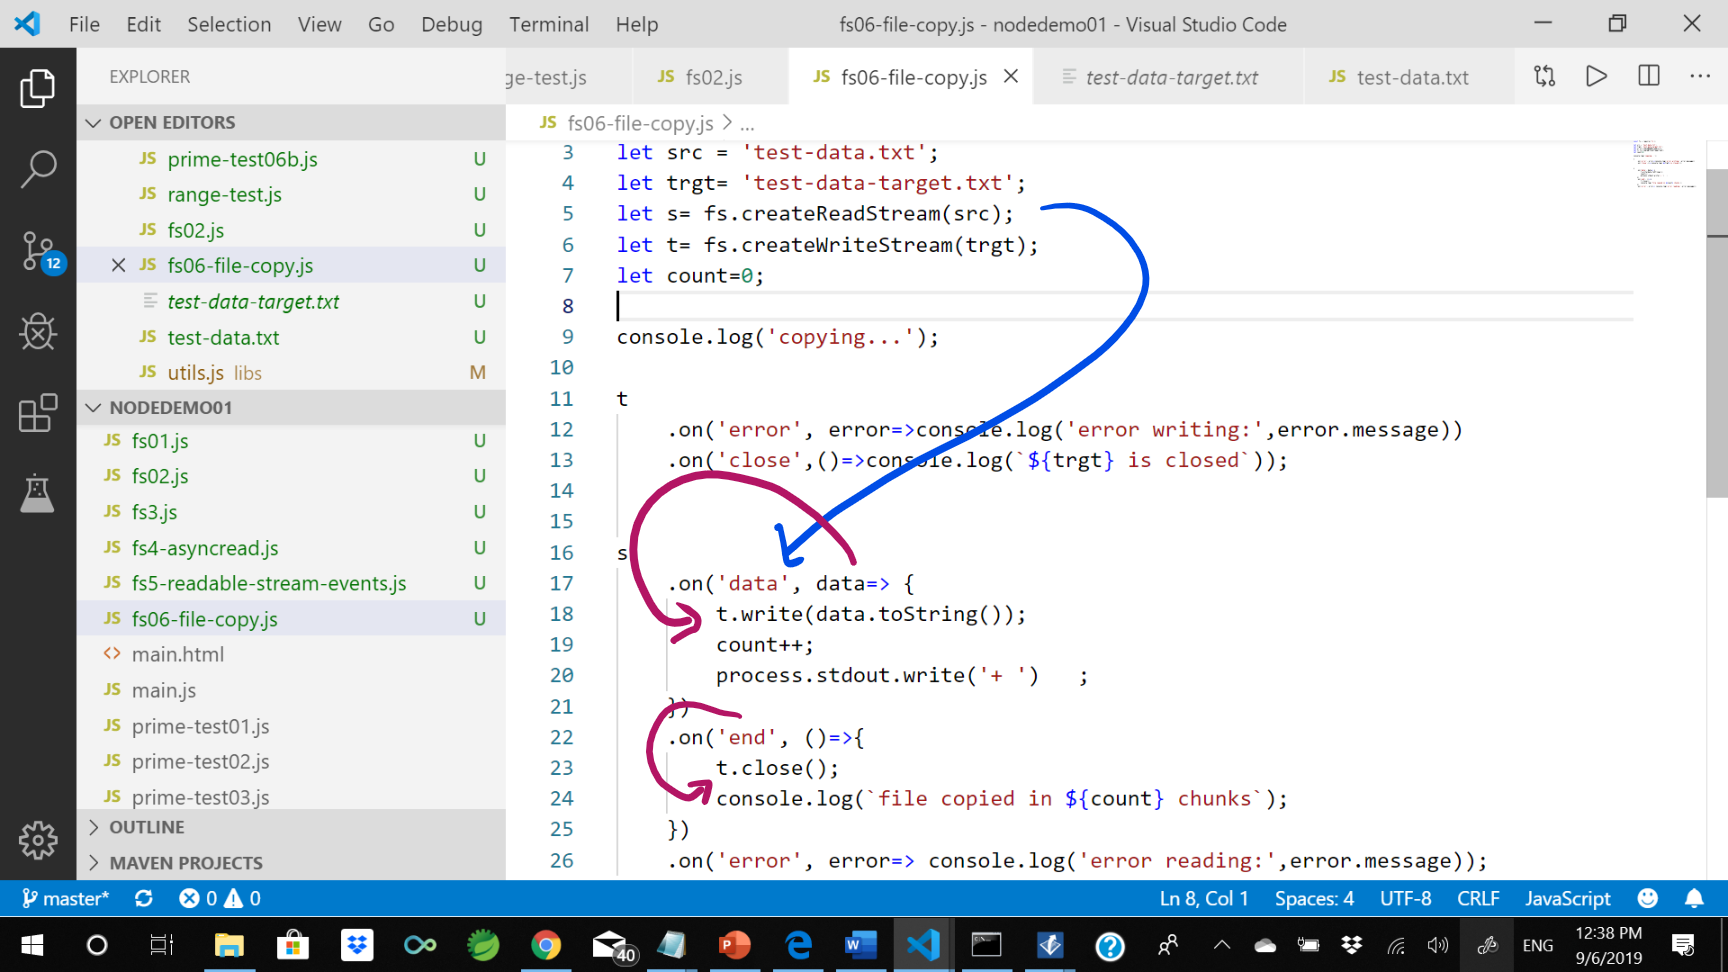 File Edit Selection View Go Debug Terminal Help fs06-file-copy.js - nodedemo01 - Visual Studio Code
EXPLORER
OPEN EDITORS
JS prime-test06b.js U
JS range-test.js U
JS fs02.js U
JS fs06-file-copy.js U
test-data-target.txt U
JS test-data.txt U
JS utils.js libs M
NODEDEMO01
JS fs01.js U
JS fs02.js U
JS fs3.js U
JS fs4-asyncread.js U
JS fs5-readable-stream-events.js U
JS fs06-file-copy.js U
<> main.html
JS main.js
JS prime-test01.js
JS prime-test02.js
JS prime-test03.js
OUTLINE
MAVEN PROJECTS
12
ge-test.js JS fs02.js JS fs06-file-copy.js test-data-target.txt JS test-data.txt
JS fs06-file-copy.js > ...
3 let src = 'test-data.txt';
4 let trgt= 'test-data-target.txt';
5 let s= fs.createReadStream(src);
6 let t= fs.createWriteStream(trgt);
7 let count=0;
8
9 console.log('copying...');
10
11 t
12 .on('error', error=>console.log('error writing:',error.message))
13 .on('close',()=>console.log(`${trgt} is closed`));
14
15
16 s
17 .on('data', data=> {
18 t.write(data.toString());
19 count++;
20 process.stdout.write('+ ') ;
21 })
22 .on('end', ()=>{
23 t.close();
24 console.log(`file copied in ${count} chunks`);
25 })
26 .on('error', error=> console.log('error reading:',error.message));
master* 0 0 Ln 8, Col 1 Spaces: 4 UTF-8 CRLF JavaScript
40 ENG 12:38 PM
9/6/2019